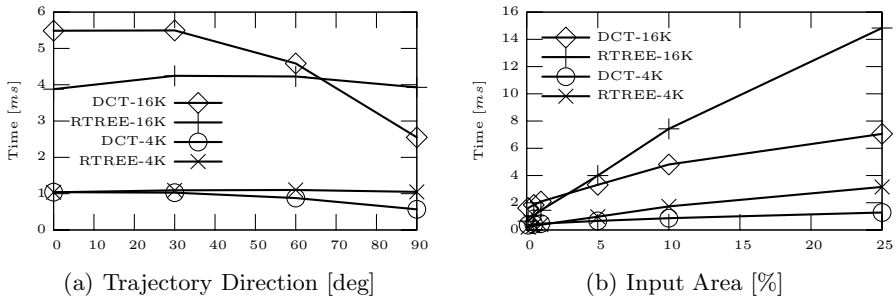 6
5
4
3
2
1
0
Time [ms]
DCT-16K
RTREE-16K
DCT-4K
RTREE-4K
0 10 20 30 40 50 60 70 80 90
(a) Trajectory Direction [deg]
16
14
12
10
8
6
4
2
0
Time [ms]
DCT-16K
RTREE-16K
DCT-4K
RTREE-4K
0 5 10 15 20 25
(b) Input Area [%]